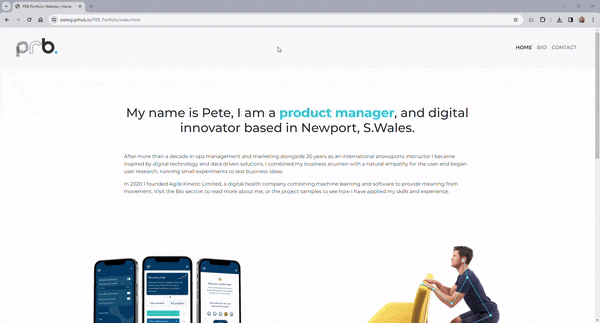 PRB Portfolio Website | Home
peteig.github.io/PRB_Portfolio/index.html
prb.
HOME BIO CONTACT
My name is Pete, I am a product manager, and digital
innovator based in Newport, S.Wales.
After more than a decade in ops management and marketing alongside 20 years as an international snowsports instructor I became
inspired by digital technology and data driven solutions. I combined my business acumen with a natural empathy for the user and began
user research, running small experiments to test business ideas.
In 2020 I founded Agile Kinetic Limited, a digital health company combining machine learning and software to provide meaning from
movement. Visit the Bio section to read more about me, or the project samples to see how I have applied my skills and experience.